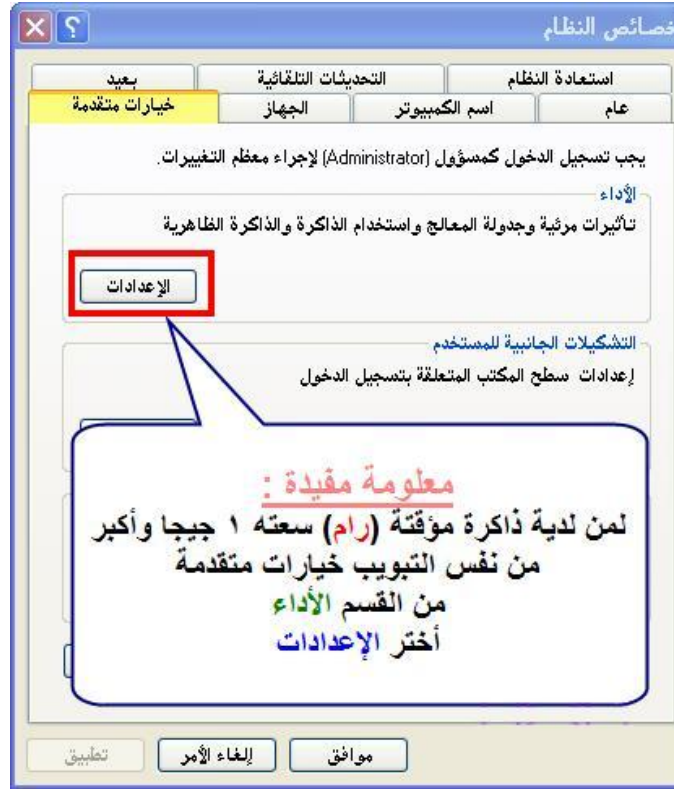 خصائص النظام
استعادة النظام
التحديثات التلقائية
بعيد
عام
اسم الكمبيوتر
الجهاز
خيارات متقدمة
يجب تسجيل الدخول كمسؤول (Administrator) لإجراء معظم التغييرات.
الأداء
تأثيرات مرئية وجدولة المعالج واستخدام الذاكرة والذاكرة الظاهرية
الإعدادات
التشكيلات الجانبية للمستخدم
إعدادات سطح المكتب المتعلقة بتسجيل الدخول
معلومة مفيدة :
لمن لدية ذاكرة مؤقتة (رام) سعته ١ جيجا وأكبر
من نفس التبويب خيارات متقدمة
من القسم الأداء
أختر الإعدادات
موافق
إلغاء الأمر
تطبيق